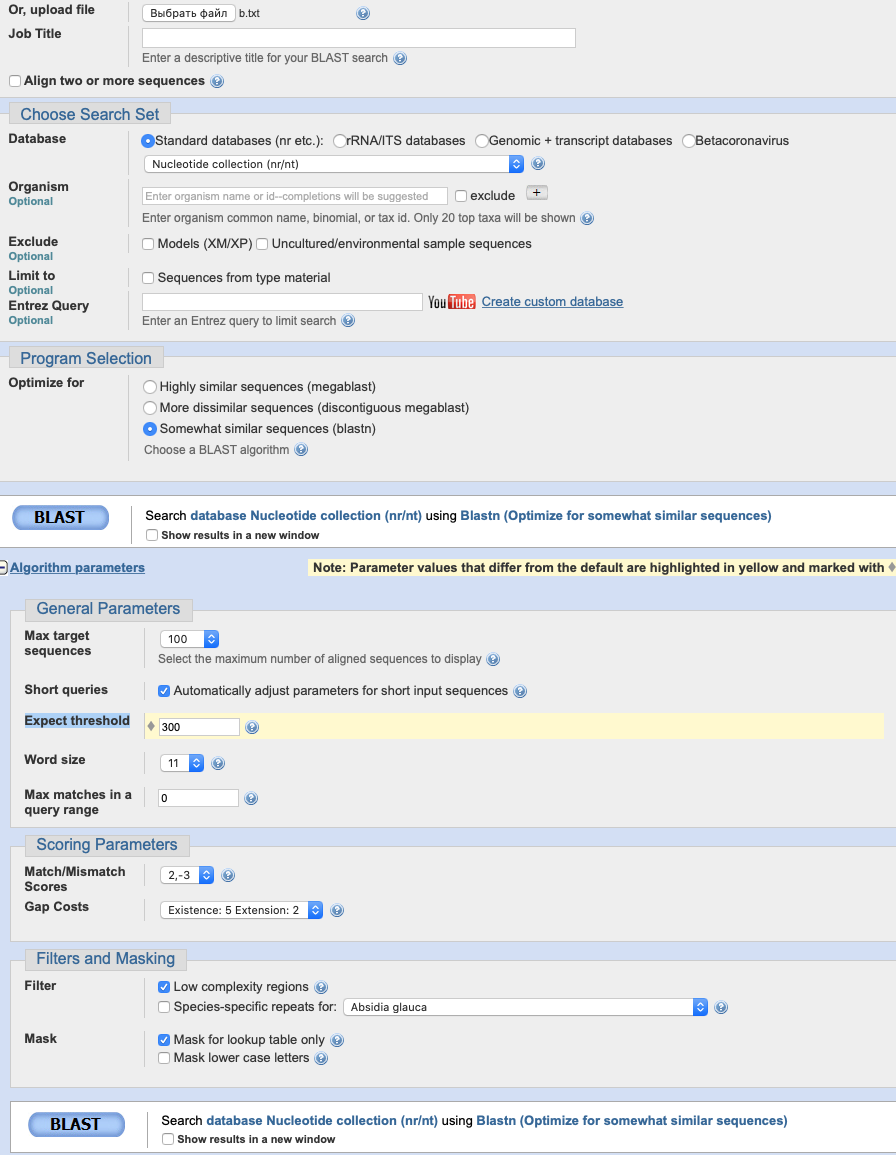 Or, upload file
Выбрать файл b.txt
Job Title
Enter a descriptive title for your BLAST search
Align two or more sequences
Choose Search Set
Database
Standard databases (nr etc.): rRNA/ITS databases Genomic + transcript databases Betacoronavirus
Nucleotide collection (nr/nt)
Organism
Optional
Enter organism name or id--completions will be suggested exclude +
Enter organism common name, binomial, or tax id. Only 20 top taxa will be shown
Exclude
Optional
Models (XM/XP) Uncultured/environmental sample sequences
Limit to
Optional
Sequences from type material
Entrez Query
Optional
YouTube Create custom database
Enter an Entrez query to limit search
Program Selection
Optimize for
Highly similar sequences (megablast)
More dissimilar sequences (discontiguous megablast)
Somewhat similar sequences (blastn)
Choose a BLAST algorithm
BLAST
Search database Nucleotide collection (nr/nt) using Blastn (Optimize for somewhat similar sequences)
Show results in a new window
Algorithm parameters
Note: Parameter values that differ from the default are highlighted in yellow and marked with ♦
General Parameters
Max target
sequences
100
Select the maximum number of aligned sequences to display
Short queries
Automatically adjust parameters for short input sequences
Expect threshold
♦ 300
Word size
11
Max matches in a
query range
0
Scoring Parameters
Match/Mismatch
Scores
2,-3
Gap Costs
Existence: 5 Extension: 2
Filters and Masking
Filter
Low complexity regions
Species-specific repeats for: Absidia glauca
Mask
Mask for lookup table only
Mask lower case letters
BLAST
Search database Nucleotide collection (nr/nt) using Blastn (Optimize for somewhat similar sequences)
Show results in a new window